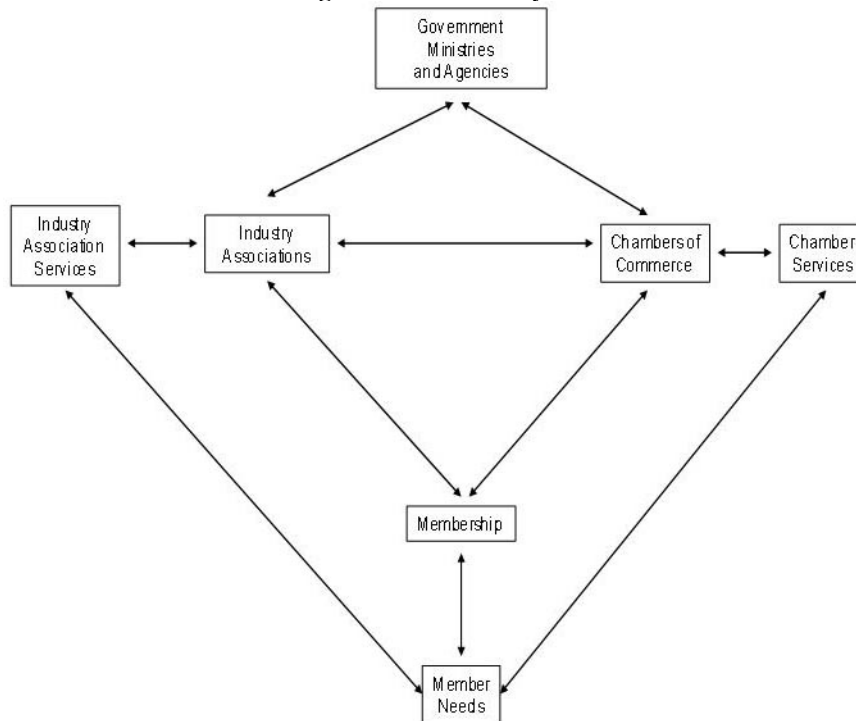 Government
Ministries
and Agencies
Industry
Association
Services
Industry
Associations
Chambers of
Commerce
Chamber
Services
Membership
Member
Needs